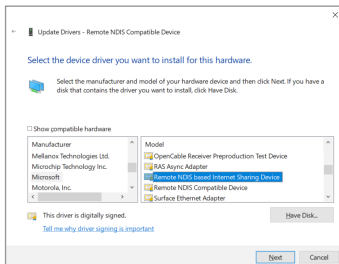 Update Drivers - Remote NDIS Compatible Device
Select the device driver you want to install for this hardware.
Select the manufacturer and model of your hardware device and then click Next. If you have a
disk that contains the driver you want to install, click Have Disk.
Show compatible hardware
Manufacturer
Mellanox Technologies Ltd.
Microchip Technology Inc.
Microsoft
Motorola, Inc.
Model
OpenCable Receiver Preproduction Test Device
RAS Async Adapter
Remote NDIS based Internet Sharing Device
Remote NDIS Compatible Device
Surface Ethernet Adapter
This driver is digitally signed.
Have Disk...
Tell me why driver signing is important
Next
Cancel